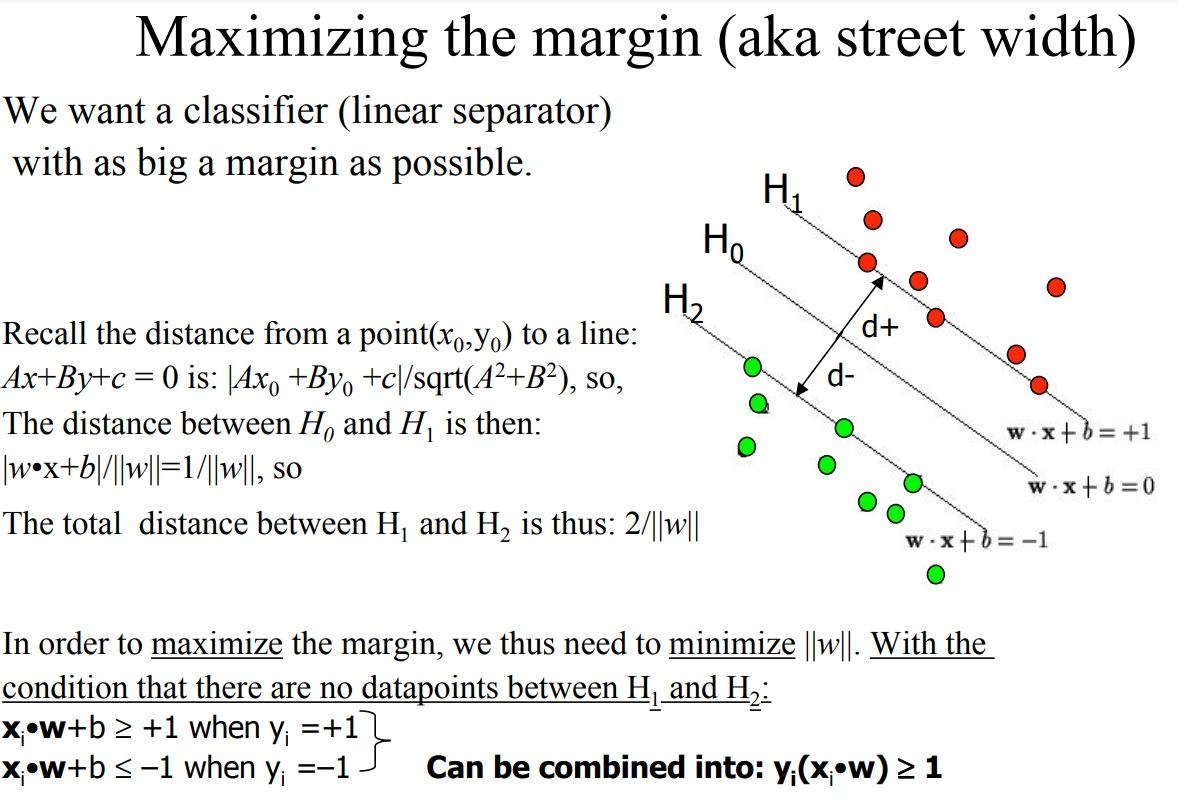 Maximizing the margin (aka street width)
We want a classifier (linear separator)
with as big a margin as possible.
H₁
H₀
H₂
d+
d-
w · x + b = +1
w · x + b = 0
w · x + b = −1
Recall the distance from a point(x₀,y₀) to a line:
Ax+By+c = 0 is: |Ax₀ +By₀ +c|/sqrt(A²+B²), so,
The distance between H₀ and H₁ is then:
|w•x+b|/||w||=1/||w||, so
The total distance between H₁ and H₂ is thus: 2/||w||
In order to maximize the margin, we thus need to minimize ||w||. With the
condition that there are no datapoints between H₁ and H₂:
xᵢ•w+b ≥ +1 when yᵢ =+1
xᵢ•w+b ≤ −1 when yᵢ =−1
Can be combined into: yᵢ(xᵢ•w) ≥ 1